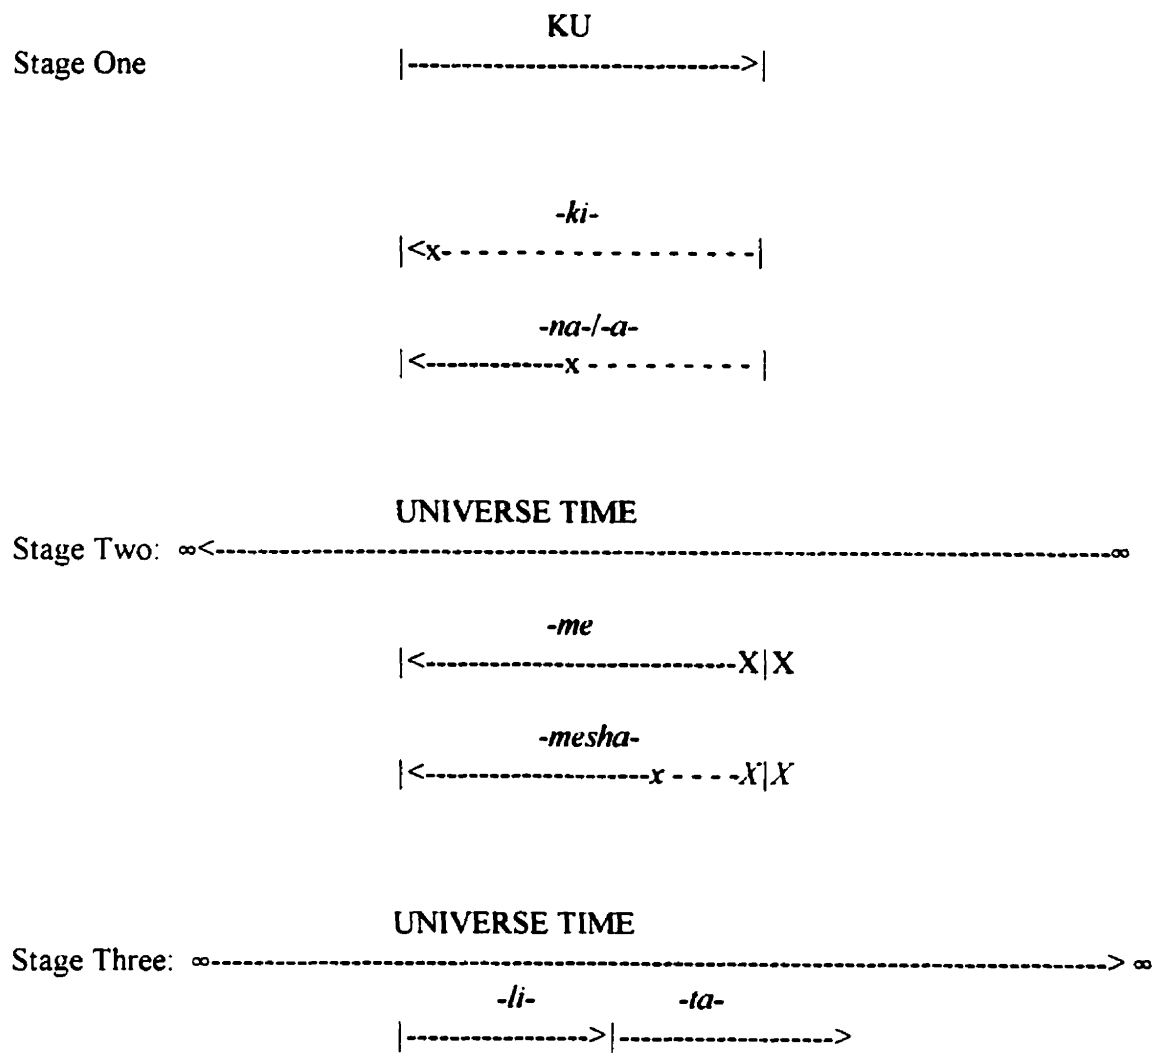 KU
Stage One |------------------------------>|
-ki-
|<x- - - - - - - - - - - - - - - - -|
-na-/-a-
|<-------------x - - - - - - - - - |
UNIVERSE TIME
Stage Two: ∞<--------------------------------------------------------------------------------∞
-me
|<----------------------------X|X
-mesha-
|<---------------------x - - - -X|X
UNIVERSE TIME
Stage Three: ∞--------------------------------------------------------------------------------> ∞
-li- -ta-
|----------------->|------------------->